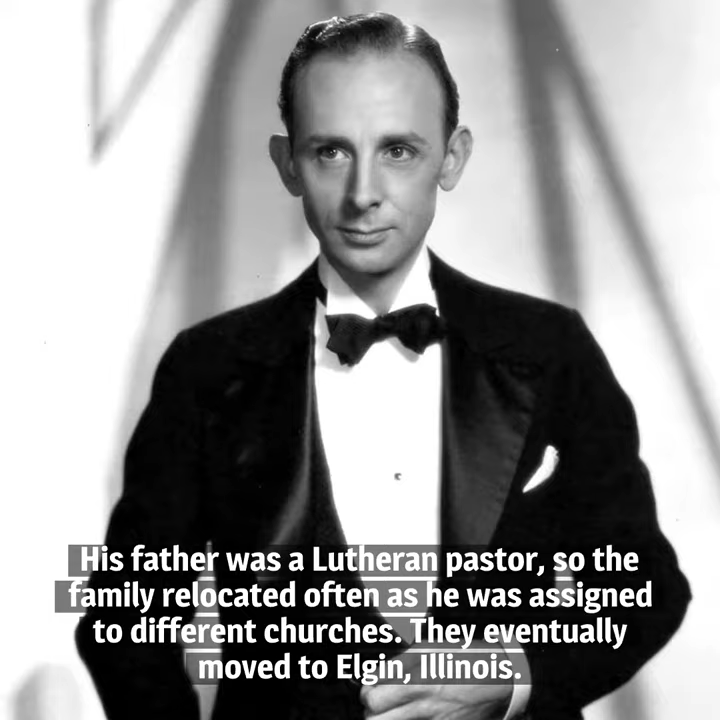 His father was a Lutheran pastor, so the
family relocated often as he was assigned
to different churches. They eventually
moved to Elgin, Illinois.